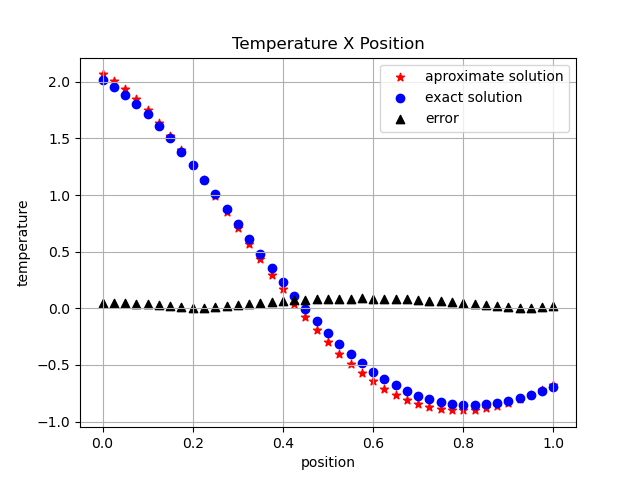 Temperature X Position
aproximate solution
exact solution
error
temperature
2.0
1.5
1.0
0.5
0.0
−0.5
−1.0
0.0 0.2 0.4 0.6 0.8 1.0
position